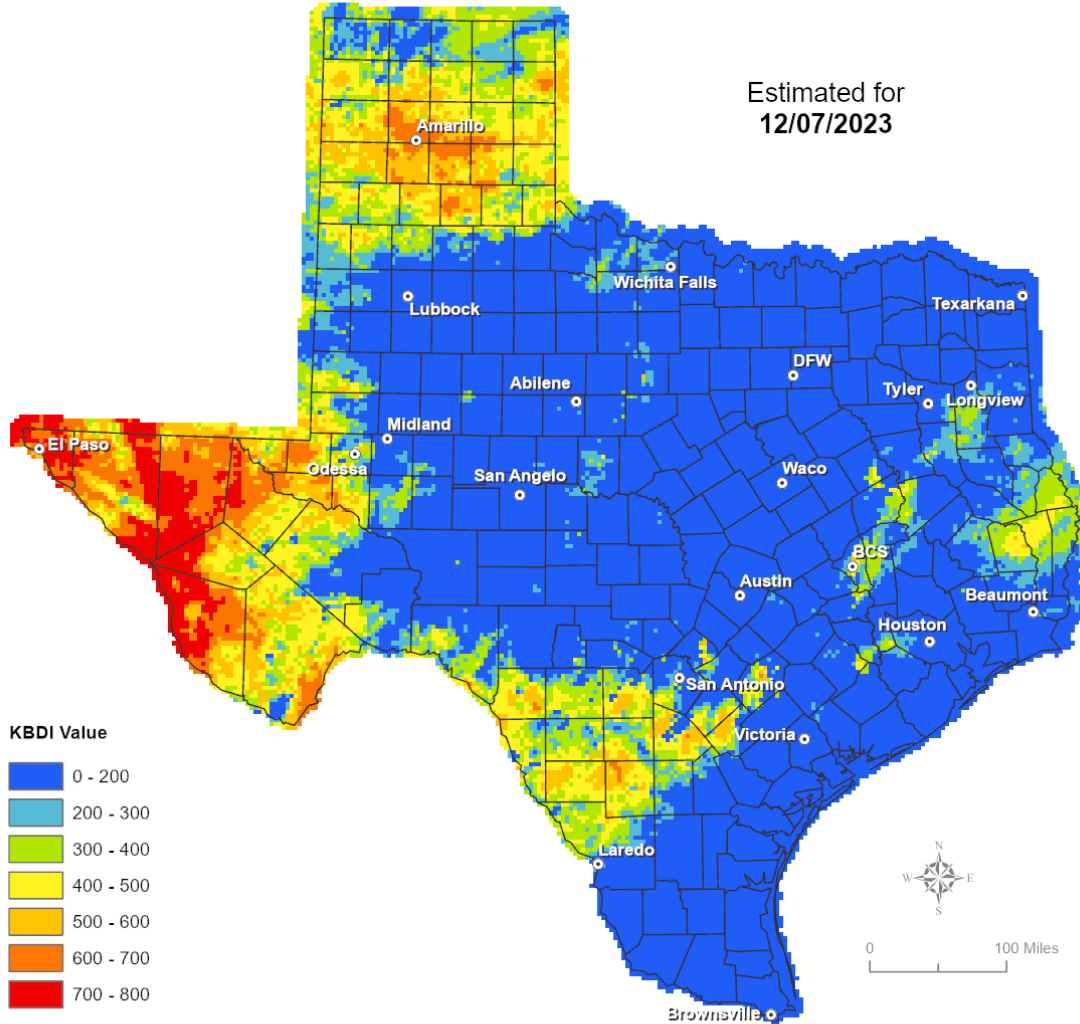 Estimated for
12/07/2023
Amarillo
Wichita Falls
Lubbock
Texarkana
DFW
Abilene
Tyler
Longview
Midland
El Paso
Odessa
Waco
San Angelo
BCS
Austin
Beaumont
Houston
San Antonio
Victoria
KBDI Value
0 - 200
200 - 300
300 - 400
400 - 500
500 - 600
600 - 700
700 - 800
Laredo
N
W
E
S
0
100 Miles
Brownsville